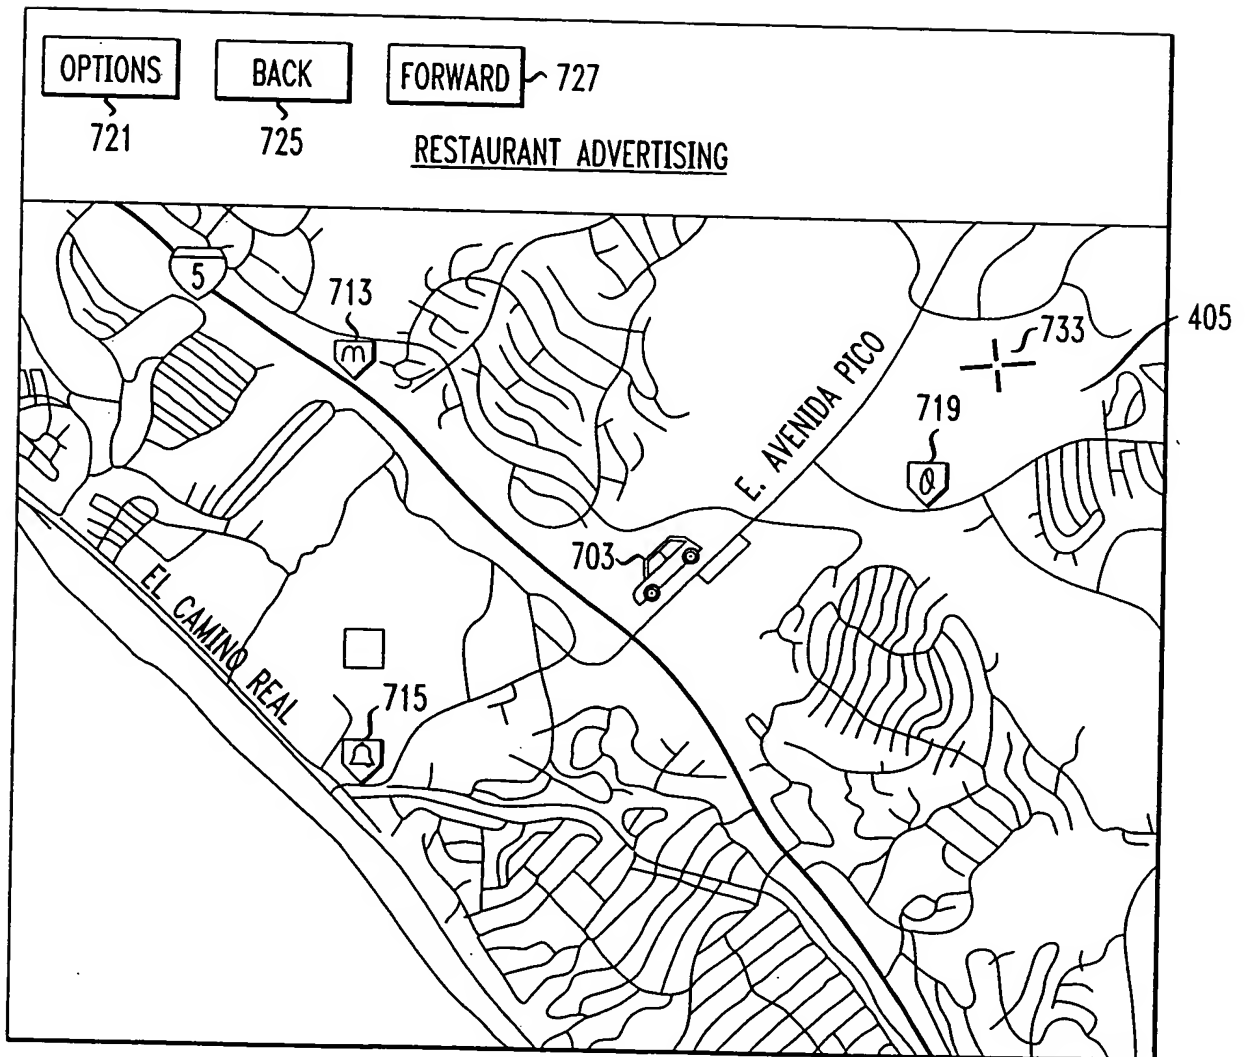 OPTIONS
BACK
FORWARD
727
721
725
RESTAURANT ADVERTISING
5
713
m
733
405
E. AVENIDA PICO
719
703
EL CAMINO REAL
715